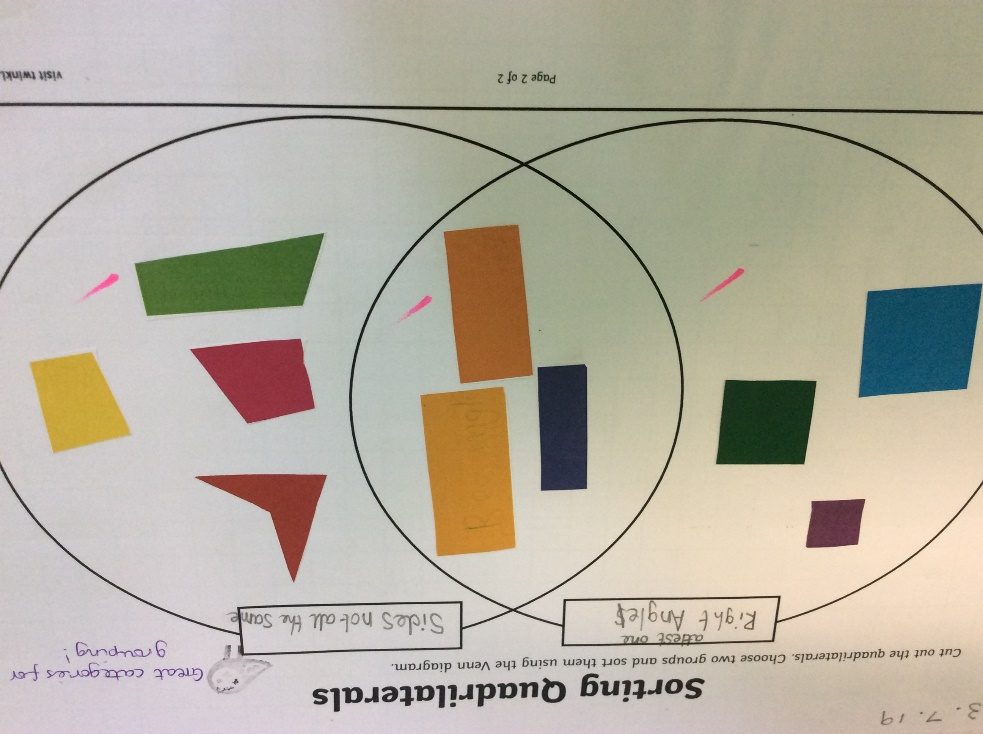 3.7.19
Sorting Quadrilaterals
Cut out the quadrilaterals. Choose two groups and sort them using the Venn diagram.
Great categories for
grouping!
atlest one
Right Angles
Sides not all the same
Page 2 of 2
visit twinkl